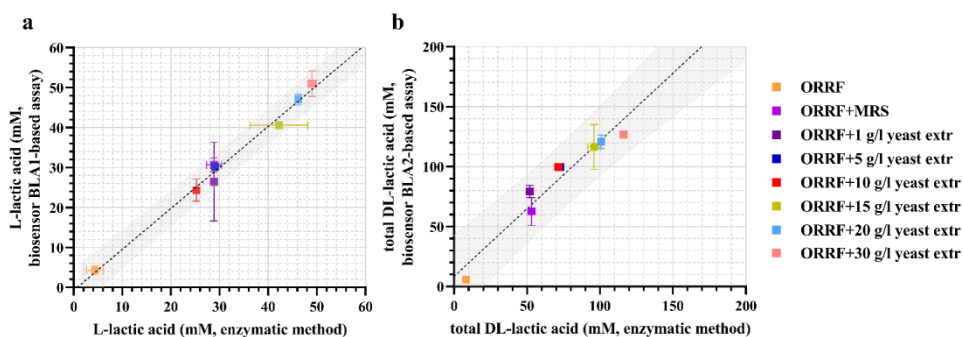 a
L-lactic acid (mM,
biosensor BLA1-based assay)
60
50
40
30
20
10
0
0 10 20 30 40 50 60
L-lactic acid (mM, enzymatic method)
b
total DL-lactic acid (mM,
biosensor BLA2-based assay)
200
150
100
50
0
0 50 100 150 200
total DL-lactic acid (mM, enzymatic method)
ORRF
ORRF+MRS
ORRF+1 g/l yeast extr
ORRF+5 g/l yeast extr
ORRF+10 g/l yeast extr
ORRF+15 g/l yeast extr
ORRF+20 g/l yeast extr
ORRF+30 g/l yeast extr